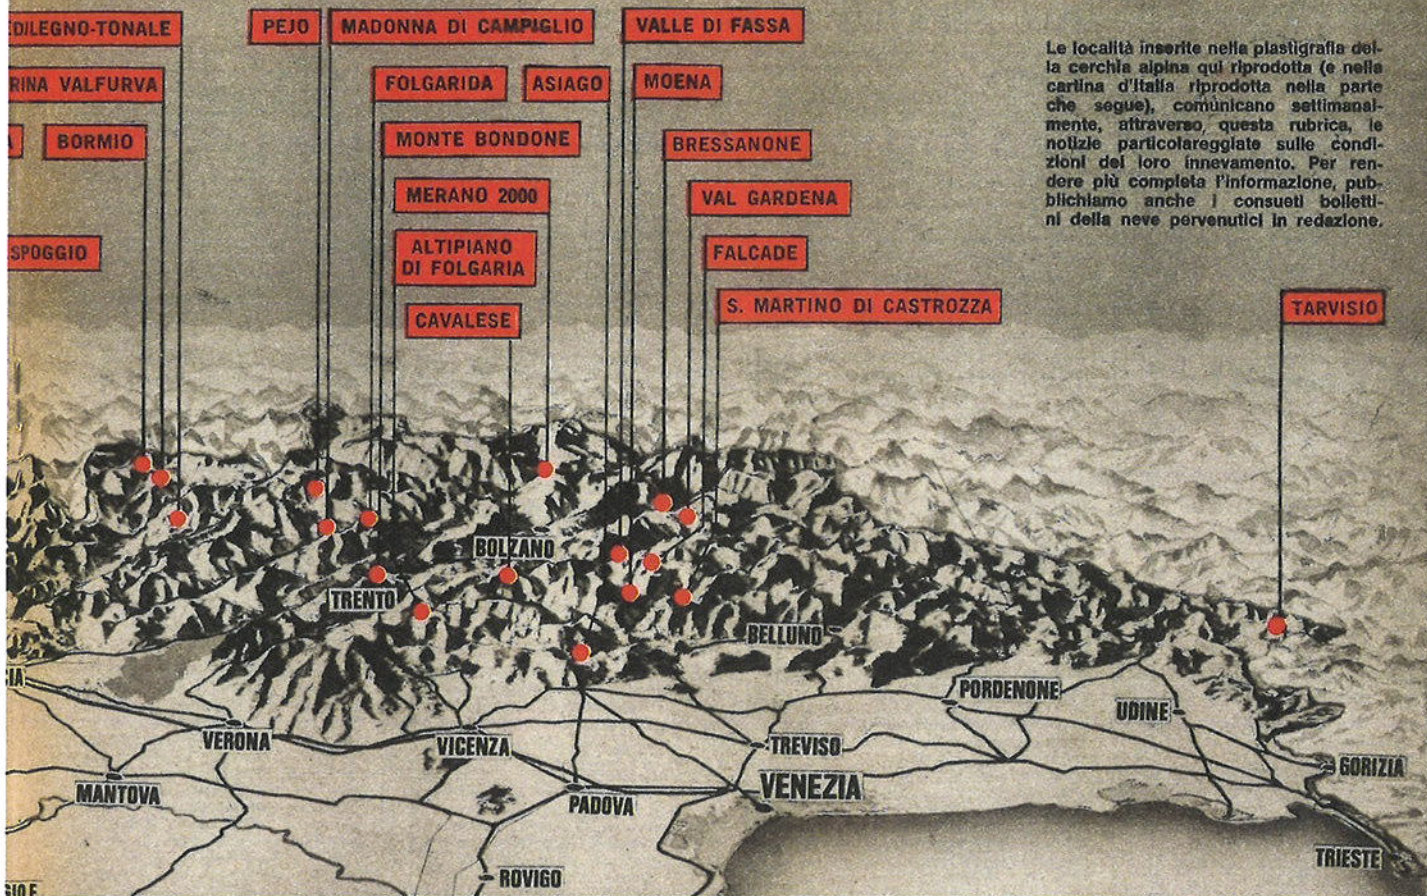 EDILEGNO-TONALE
PEJO
MADONNA DI CAMPIGLIO
VALLE DI FASSA
RINA VALFURVA
FOLGARIDA
ASIAGO
MOENA
A
BORMIO
MONTE BONDONE
BRESSANONE
MERANO 2000
VAL GARDENA
SPOGGIO
ALTIPIANO
DI FOLGARIA
FALCADE
CAVALESE
S. MARTINO DI CASTROZZA
TARVISIO
Le località inserite nella plastigrafia del-
la cerchia alpina qui riprodotta (e nella
cartina d'Italia riprodotta nella parte
che segue), comunicano settimanal-
mente, attraverso questa rubrica, le
notizie particolareggiate sulle condi-
zioni del loro innevamento. Per ren-
dere più completa l'informazione, pub-
blichiamo anche i consueti bolletti-
ni della neve pervenutici in redazione.
BOLZANO
TRENTO
BELLUNO
CIA
PORDENONE
UDINE
VERONA
VICENZA
TREVISO
GORIZIA
MANTOVA
PADOVA
VENEZIA
TRIESTE
ROVIGO